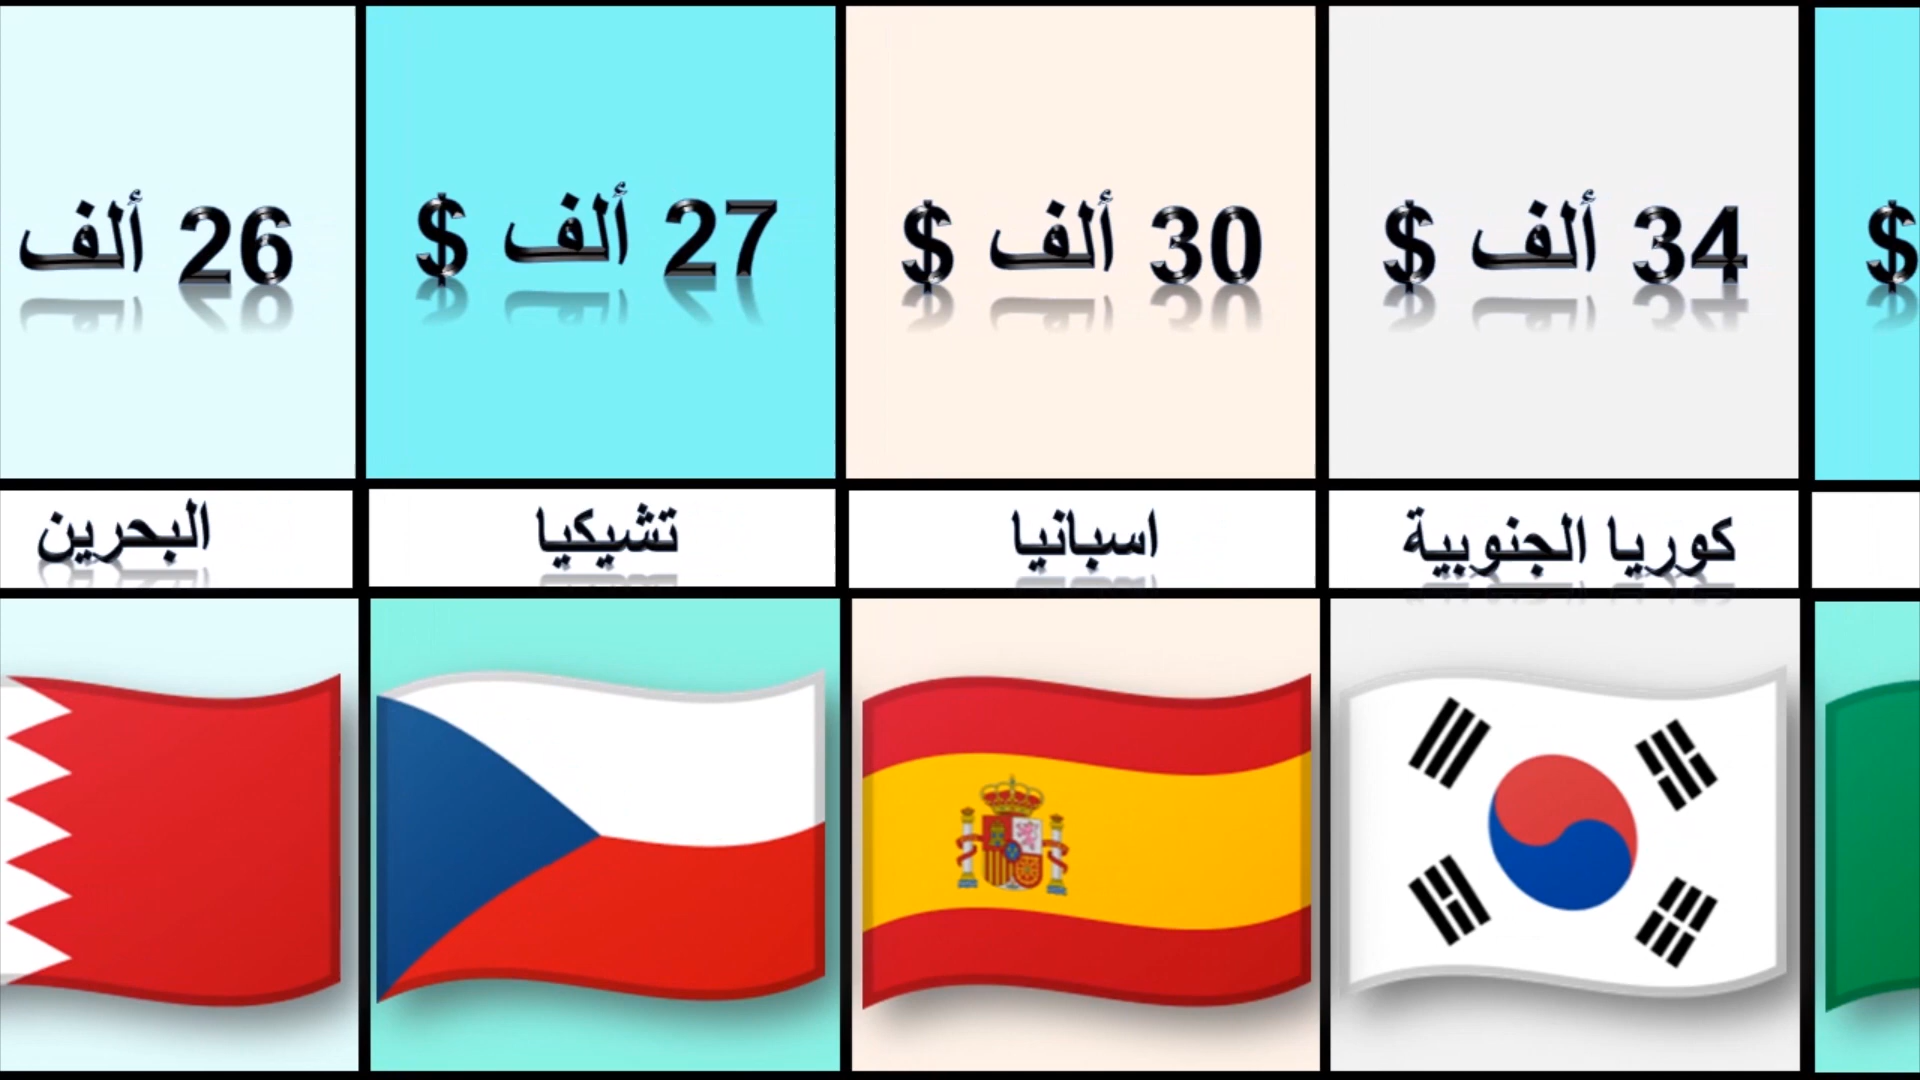 26 ألف
27 ألف $
30 ألف $
34 ألف $
$
البحرين
تشيكيا
اسبانيا
كوريا الجنوبية